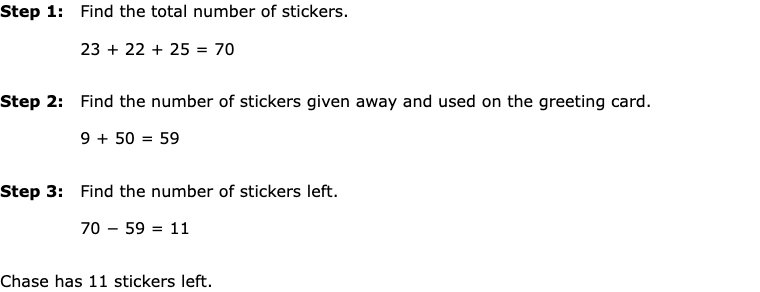 Step 1: Find the total number of stickers.
23 + 22 + 25 = 70
Step 2: Find the number of stickers given away and used on the greeting card.
9 + 50 = 59
Step 3: Find the number of stickers left.
70 − 59 = 11
Chase has 11 stickers left.